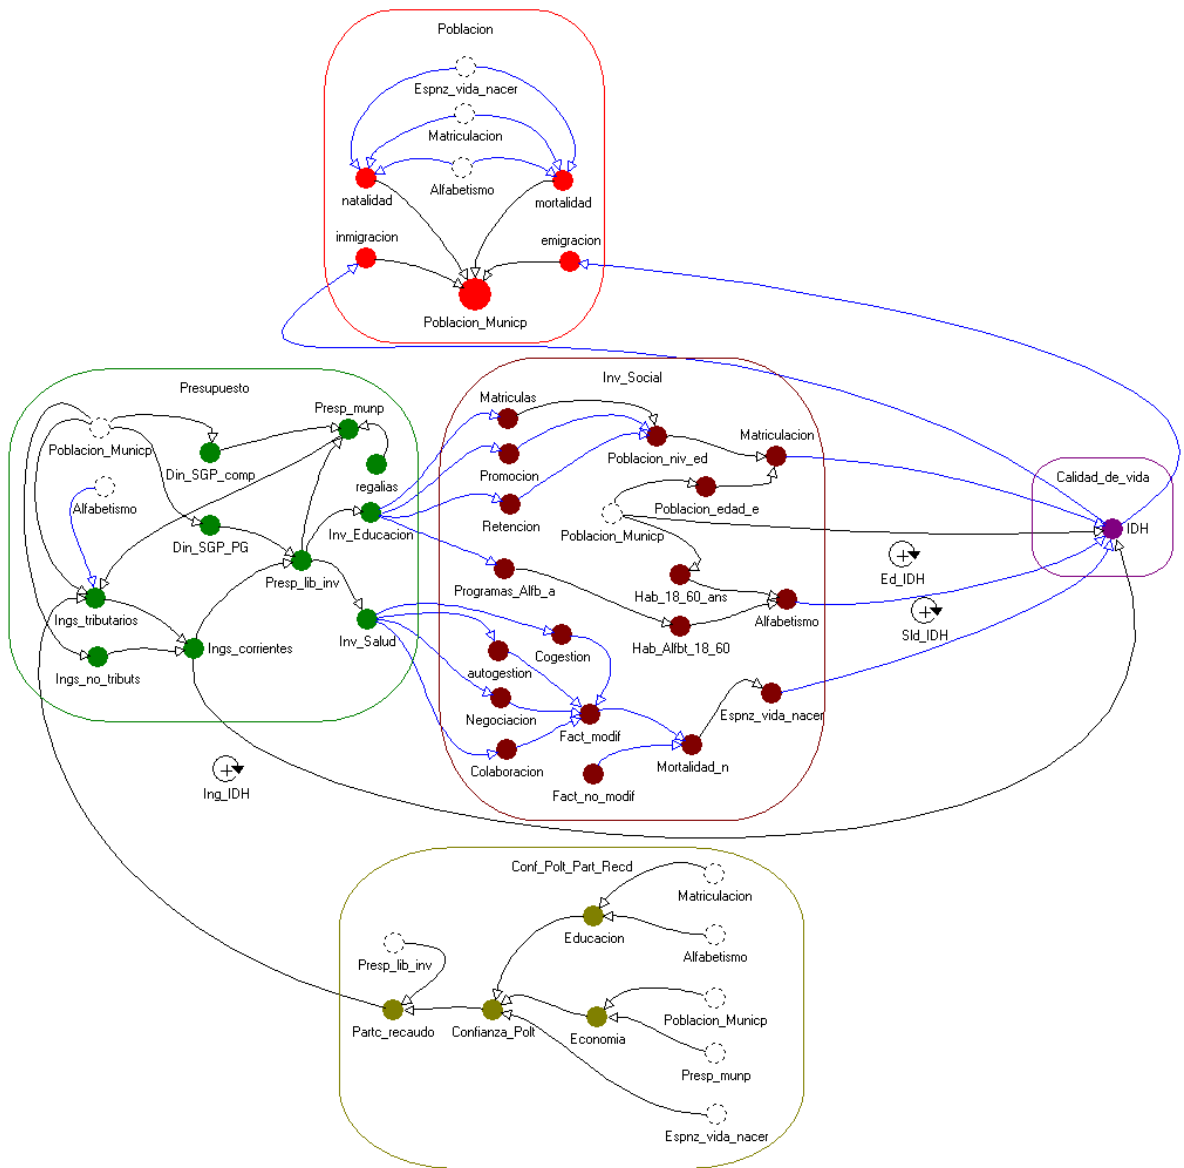 Poblacion
Espnz_vida_nacer
Matriculacion
Alfabetismo
natalidad
mortalidad
inmigracion
emigracion
Poblacion_Municp
Presupuesto
Presp_munp
Poblacion_Municp
Din_SGP_comp
regalias
Alfabetismo
Din_SGP_PG
Inv_Educacion
Presp_lib_inv
Ings_tributarios
Inv_Salud
Ings_corrientes
Ings_no_tributs
Ing_IDH
Inv_Social
Matriculas
Matriculacion
Poblacion_niv_ed
Promocion
Poblacion_edad_e
Retencion
Poblacion_Municp
Programas_Alfb_a
Hab_18_60_ans
Alfabetismo
Hab_Alfbt_18_60
Cogestion
autogestion
Espnz_vida_nacer
Negociacion
Fact_modif
Colaboracion
Mortalidad_n
Fact_no_modif
Calidad_de_vida
IDH
Ed_IDH
Sld_IDH
Conf_Polt_Part_Recd
Matriculacion
Educacion
Alfabetismo
Presp_lib_inv
Poblacion_Municp
Partc_recaudo
Confianza_Polt
Economia
Presp_munp
Espnz_vida_nacer